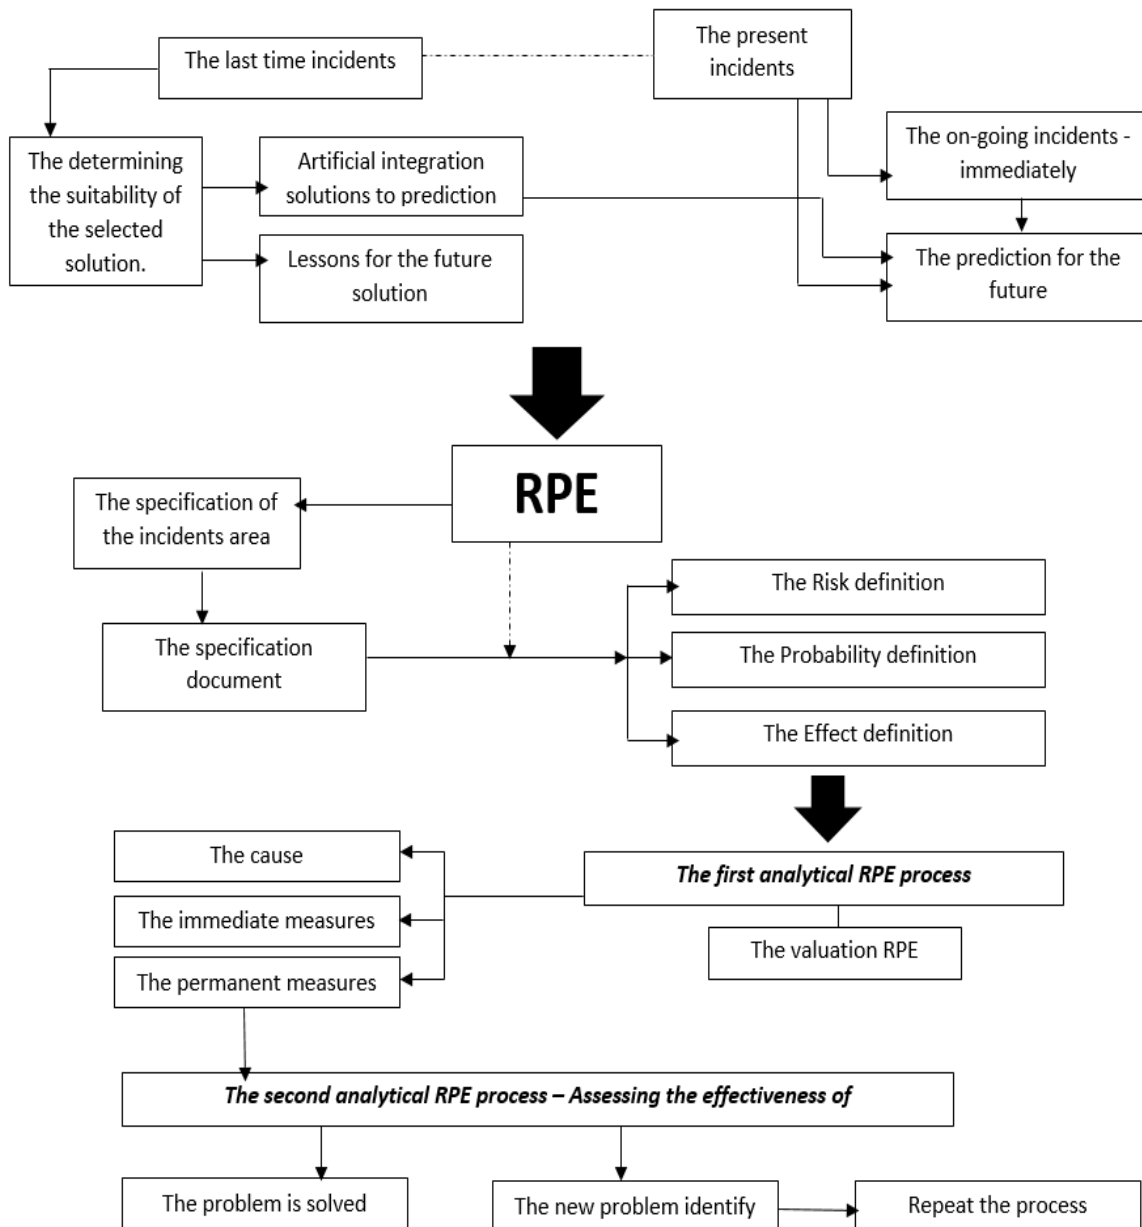 The last time incidents
The present
incidents
The determining
the suitability of
the selected
solution.
Artificial integration
solutions to prediction
Lessons for the future
solution
The on-going incidents -
immediately
The prediction for the
future
RPE
The specification of
the incidents area
The specification
document
The Risk definition
The Probability definition
The Effect definition
The first analytical RPE process
The valuation RPE
The cause
The immediate measures
The permanent measures
The second analytical RPE process – Assessing the effectiveness of
The problem is solved
The new problem identify
Repeat the process